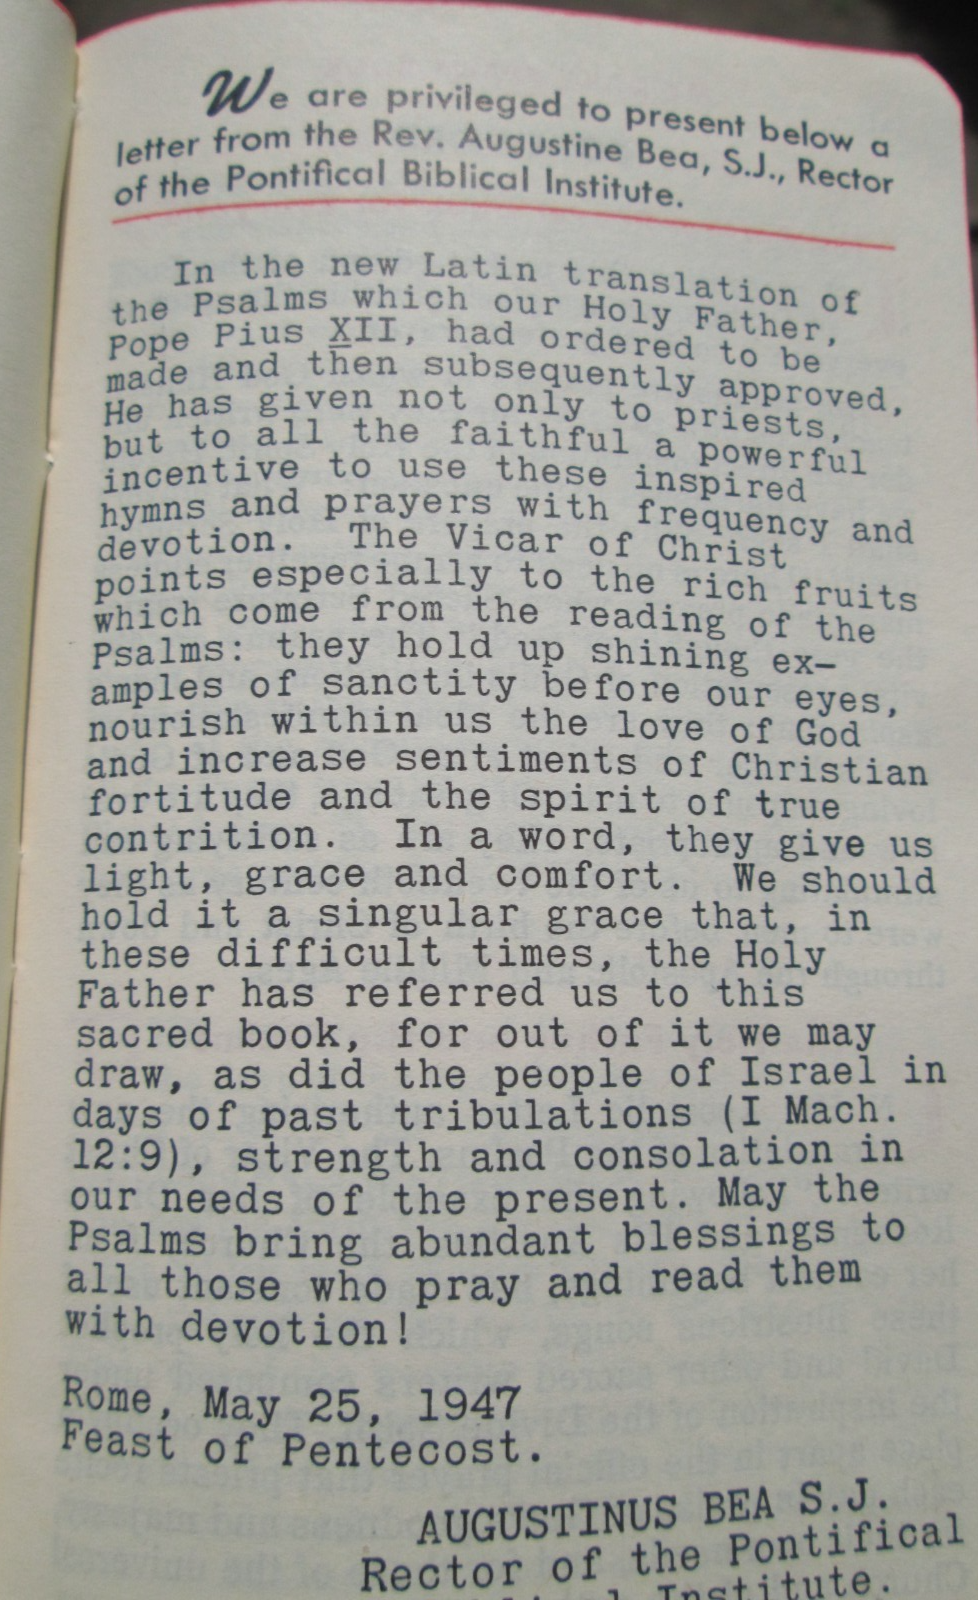 We are privileged to present below a
letter from the Rev. Augustine Bea, S.J., Rector
of the Pontifical Biblical Institute.
In the new Latin translation of
the Psalms which our Holy Father,
Pope Pius XII, had ordered to be
made and then subsequently approved,
He has given not only to priests,
but to all the faithful a powerful
incentive to use these inspired
hymns and prayers with frequency and
devotion. The Vicar of Christ
points especially to the rich fruits
which come from the reading of the
Psalms: they hold up shining ex-
amples of sanctity before our eyes,
nourish within us the love of God
and increase sentiments of Christian
fortitude and the spirit of true
contrition. In a word, they give us
light, grace and comfort. We should
hold it a singular grace that, in
these difficult times, the Holy
Father has referred us to this
sacred book, for out of it we may
draw, as did the people of Israel in
days of past tribulations (I Mach.
12:9), strength and consolation in
our needs of the present. May the
Psalms bring abundant blessings to
all those who pray and read them
with devotion!
Rome, May 25, 1947
Feast of Pentecost.
AUGUSTINUS BEA S.J.
Rector of the Pontifical
Institute.